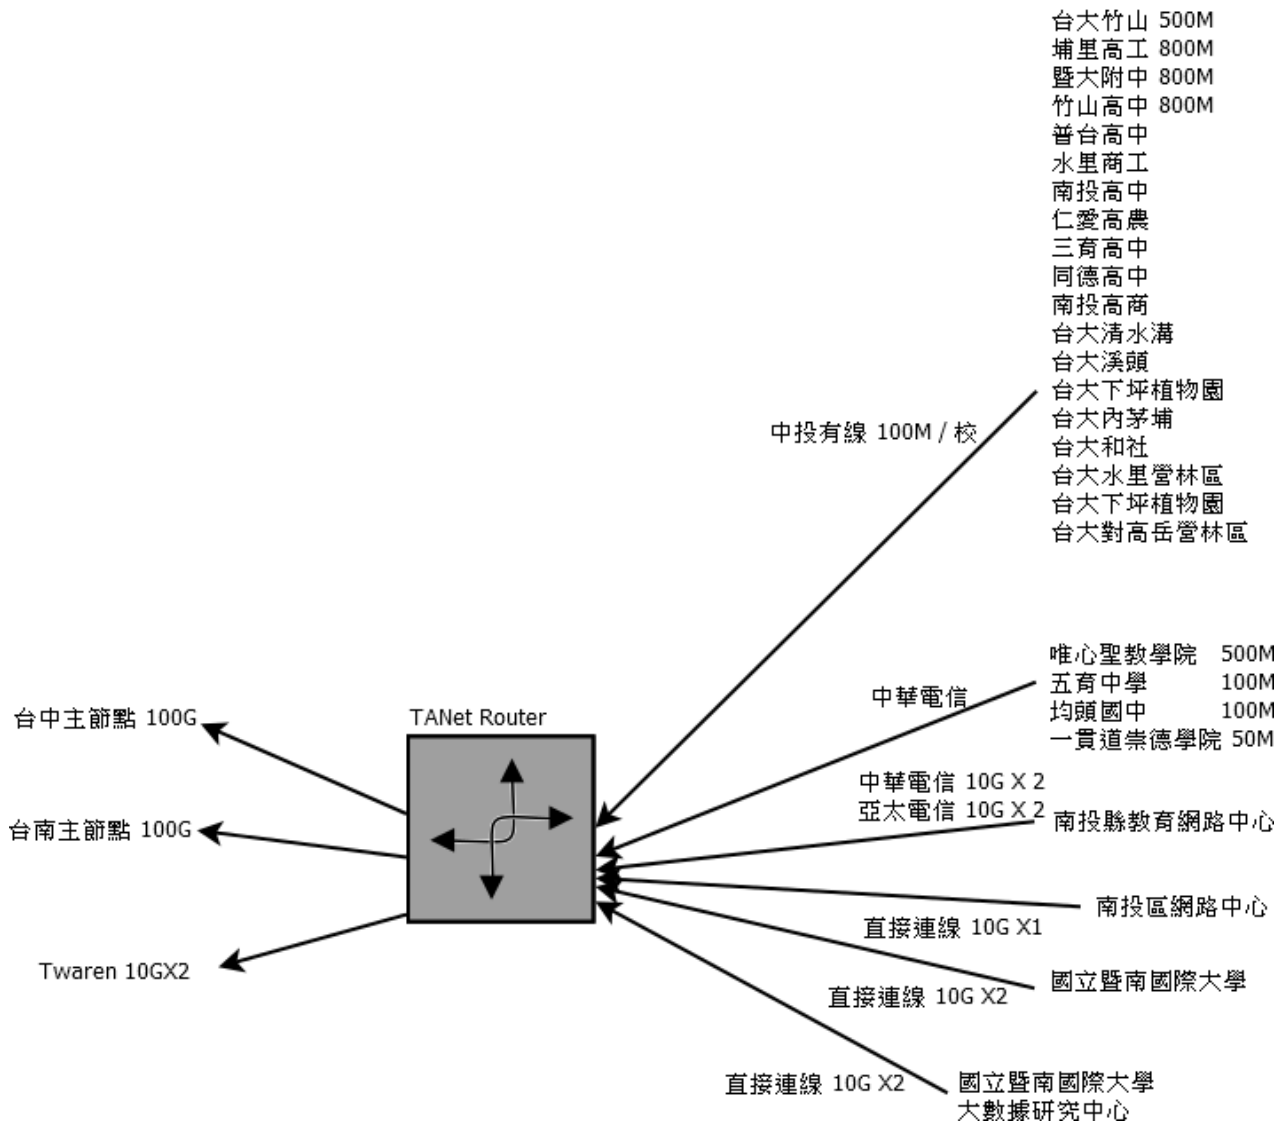 台大竹山 500M
埔里高工 800M
暨大附中 800M
竹山高中 800M
普台高中
水里商工
南投高中
仁愛高農
三育高中
同德高中
南投高商
台大清水溝
台大溪頭
台大下坪植物園
台大內茅埔
台大和社
台大水里營林區
台大下坪植物園
台大對高岳營林區
中投有線 100M / 校
唯心聖教學院 500M
五育中學 100M
均頭國中 100M
一貫道崇德學院 50M
中華電信
台中主節點 100G
TANet Router
中華電信 10G X 2
亞太電信 10G X 2
南投縣教育網路中心
台南主節點 100G
南投區網路中心
直接連線 10G X1
Twaren 10GX2
國立暨南國際大學
直接連線 10G X2
直接連線 10G X2
國立暨南國際大學
大數據研究中心